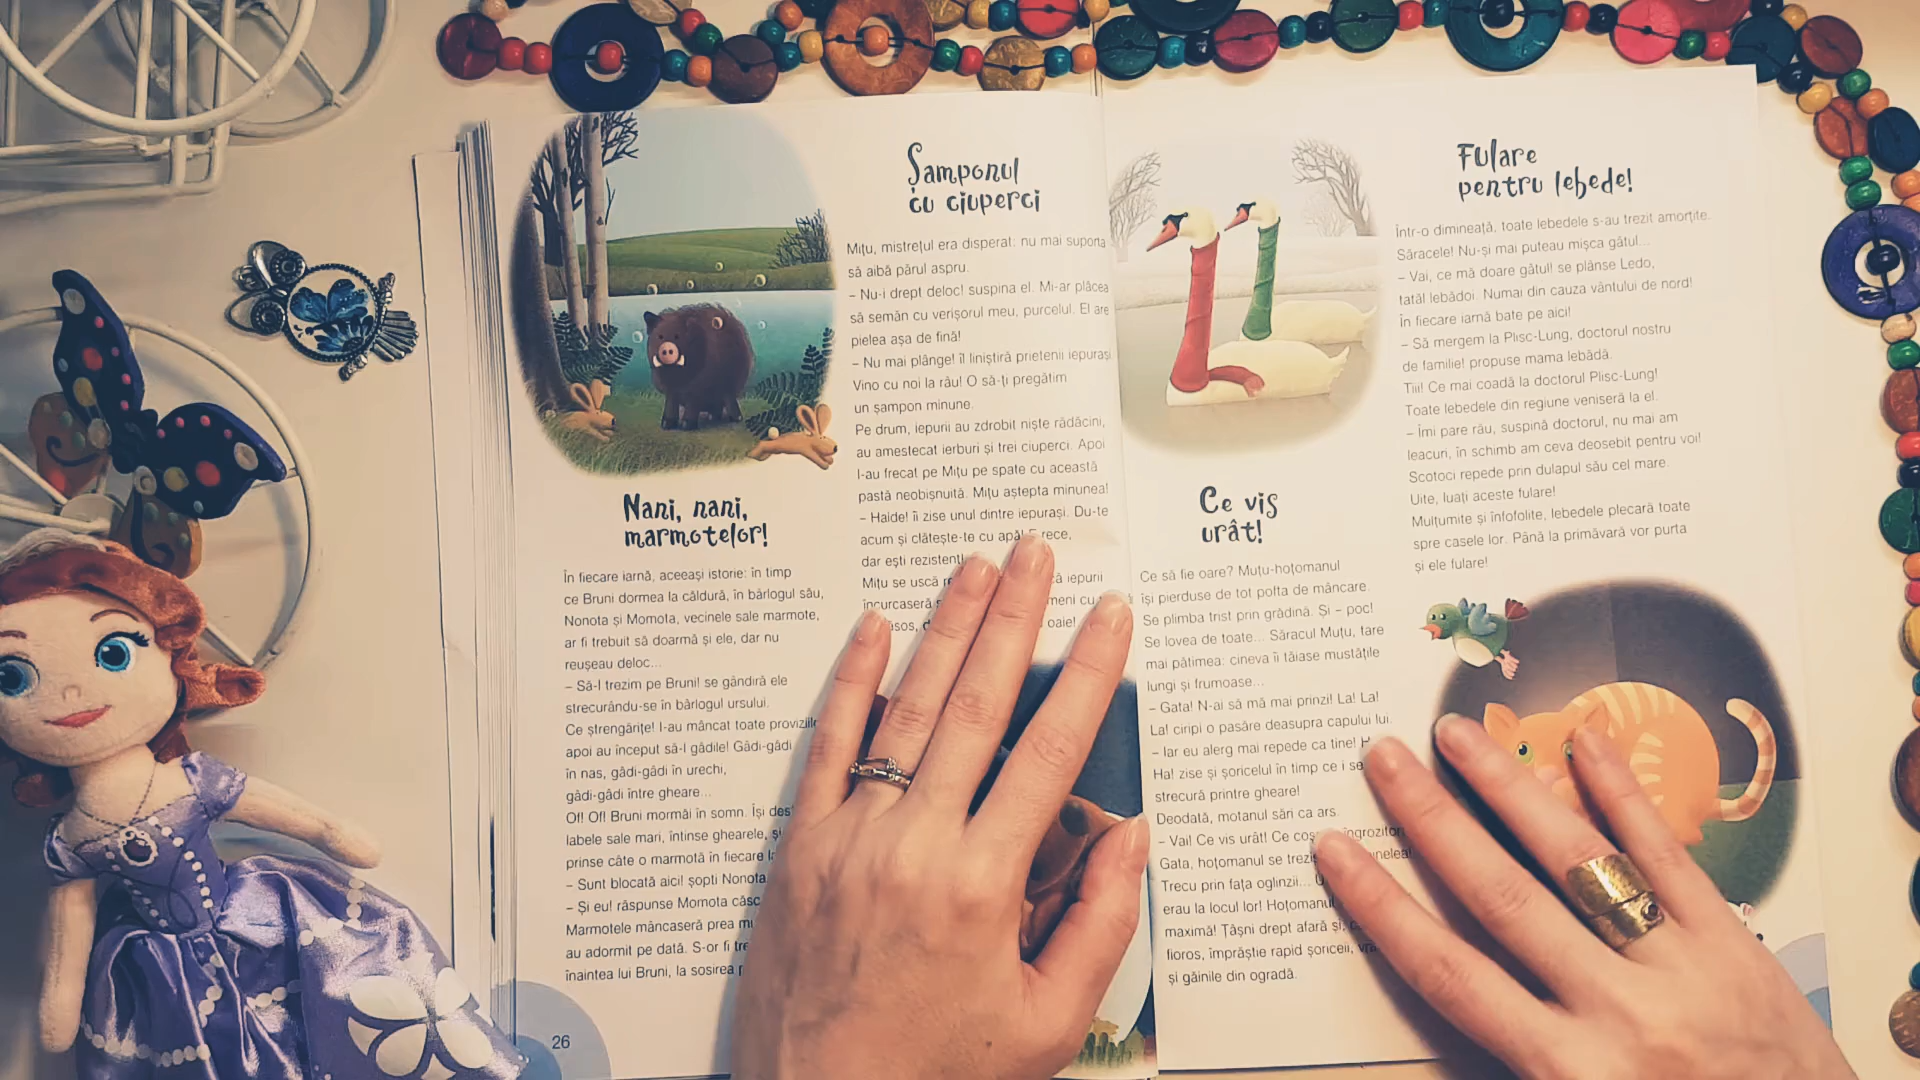 Nani, nani,
marmotelor!
În fiecare iarnă, aceeași istorie: în timp
ce Bruni dormea la căldură, în bârlogul său,
Nonota și Momota, vecinele sale marmote,
ar fi trebuit să doarmă și ele, dar nu
reușeau deloc...
– Să-l trezim pe Bruni! se gândiră ele
strecurându-se în bârlogul ursului.
Ce ștrengărițe! I-au mâncat toate proviziile
apoi au început să-l gâdile! Gâdi-gâdi
în nas, gâdi-gâdi în urechi,
gâdi-gâdi între gheare...
Of! Of! Bruni mormăi în somn. Își
labele sale mari, întinse ghearele,
prinse câte o marmotă în fiecare
– Sunt blocată aici! șopti Nonota.
– Și eu! răspunse Momota
Marmotele mâncaseră prea
au adormit pe dată. S-or fi
înaintea lui Bruni, la sosirea
26
Șamponul
cu ciuperci
Mițu, mistrețul era disperat: nu mai suporta
să aibă părul aspru.
– Nu-i drept deloc! suspina el. Mi-ar plăcea
să semăn cu verișorul meu, purcelul. El are
pielea așa de fină!
– Nu mai plânge! îl liniștiră prietenii iepurași
Vino cu noi la râu! O să-ți pregătim
un șampon minune.
Pe drum, iepurii au zdrobit niște rădăcini,
au amestecat ierburi și trei ciuperci. Apoi
l-au frecat pe Mițu pe spate cu această
pastă neobișnuită. Mițu aștepta minunea!
– Haide! îi zise unul dintre iepurași. Du-te
acum și clătește-te cu apă! rece,
dar ești rezistent!
Mițu se uscă iepurii
încurcaseră cu
oaie!
Ce vis
urât!
Ce să fie oare? Muțu-hoțomanul
își pierduse de tot pofta de mâncare.
Se plimba trist prin grădină. Și – poc!
Se lovea de toate... Săracul Muțu, tare
mai pătimea: cineva îi tăiase mustățile
lungi și frumoase...
– Gata! N-ai să mă mai prinzi! La! La!
La! ciripi o pasăre deasupra capului lui.
– Iar eu alerg mai repede ca tine!
Ha! zise și șoricelul în timp ce i se
strecură printre gheare!
Deodată, motanul sări ca ars.
– Vai! Ce vis urât! Ce îngrozitor
Gata, hoțomanul se
Trecu prin fața oglinzii...
erau la locul lor! Hoțomanul
maximă! Țâșni drept afară și,
fioros, împrăștie rapid șoriceii,
și găinile din ogradă.
Fulare
pentru lebede!
Într-o dimineață, toate lebedele s-au trezit amorțite.
Săracele! Nu-și mai puteau mișca gâtul...
– Vai, ce mă doare gâtul! se plânse Ledo,
tatăl lebădoi. Numai din cauza vântului de nord!
În fiecare iarnă bate pe aici!
– Să mergem la Plisc-Lung, doctorul nostru
de familie! propuse mama lebădă.
Tiii! Ce mai coadă la doctorul Plisc-Lung!
Toate lebedele din regiune veniseră la el.
– Îmi pare rău, suspină doctorul, nu mai am
leacuri, în schimb am ceva deosebit pentru voi!
Scotoci repede prin dulapul său cel mare.
Uite, luați aceste fulare!
Mulțumite și înfofolite, lebedele plecară toate
spre casele lor. Până la primăvară vor purta
și ele fulare!